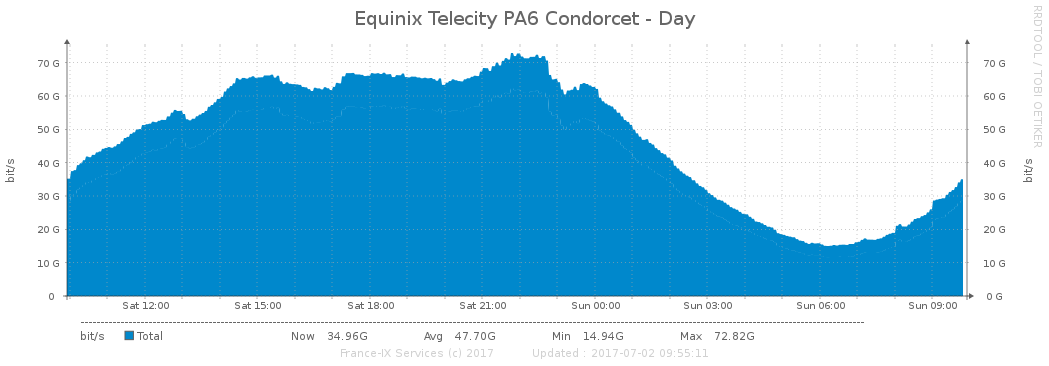 Equinix Telecity PA6 Condorcet - Day
RRDTOOL / TOBI OETIKER
bit/s
bit/s
70 G 70 G
60 G 60 G
50 G 50 G
40 G 40 G
30 G 30 G
20 G 20 G
10 G 10 G
0 0 G
Sat 12:00 Sat 15:00 Sat 18:00 Sat 21:00 Sun 00:00 Sun 03:00 Sun 06:00 Sun 09:00
bit/s Total Now 34.96G Avg 47.70G Min 14.94G Max 72.82G
France-IX Services (c) 2017 Updated : 2017-07-02 09:55:11